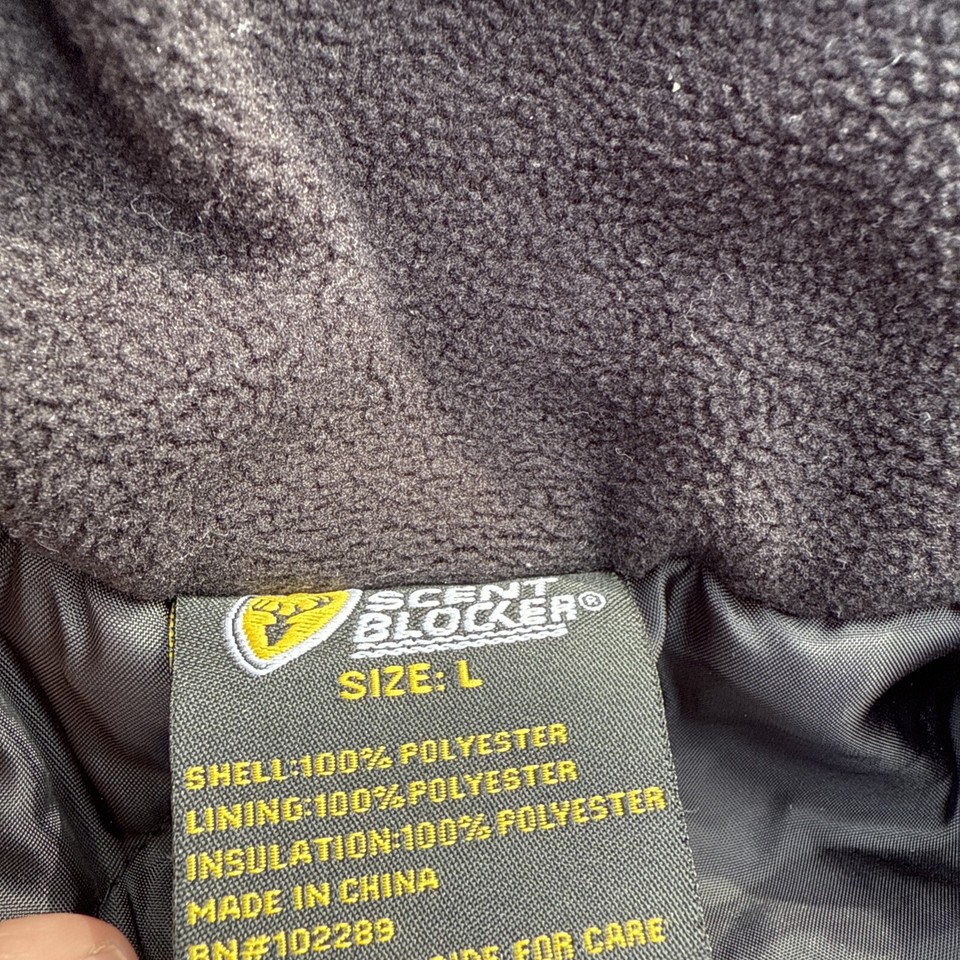 SCENT
BLOCKER®
SIZE: L
SHELL:100% POLYESTER
LINING:100% POLYESTER
INSULATION:100% POLYESTER
MADE IN CHINA
RN#102289
FOR CARE